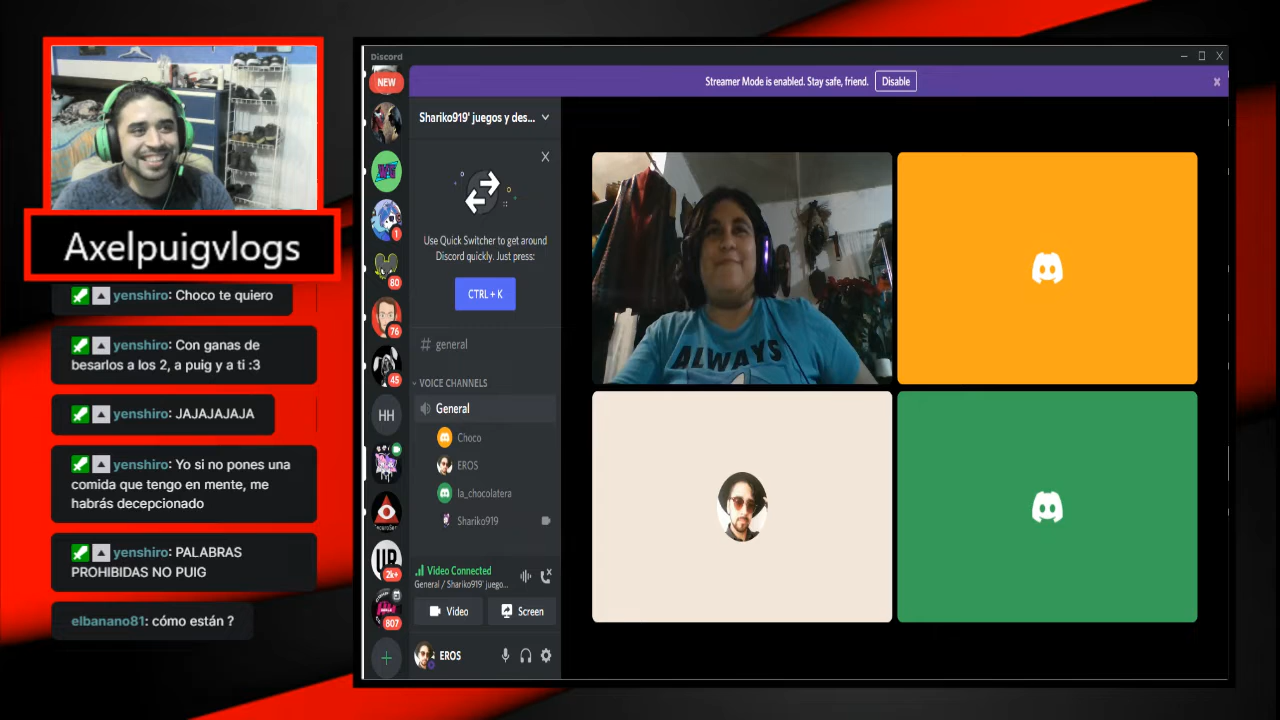 Axelpuigvlogs
yenshiro: Choco te quiero
yenshiro: Con ganas de
besarlos a los 2, a puig y a ti :3
yenshiro: JAJAJAJAJA
yenshiro: Yo si no pones una
comida que tengo en mente, me
habrás decepcionado
yenshiro: PALABRAS
PROHIBIDAS NO PUIG
elbanano81: cómo están ?
Discord
NEW
Streamer Mode is enabled. Stay safe, friend.
Disable
Shariko919' juegos y des...
Use Quick Switcher to get around
Discord quickly. Just press:
CTRL + K
general
VOICE CHANNELS
General
Choco
EROS
la_chocolatera
Shariko919
Video Connected
General / Shariko919' juego...
Video
Screen
EROS
1
80
76
45
HH
2k+
807
ALWAYS